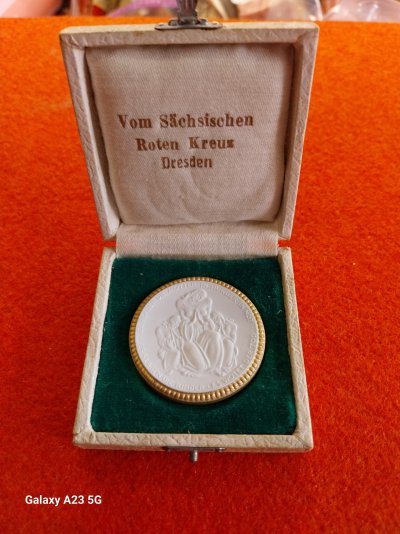 Vom Sächsischen
Roten Kreuz
Dresden
Galaxy A23 5G